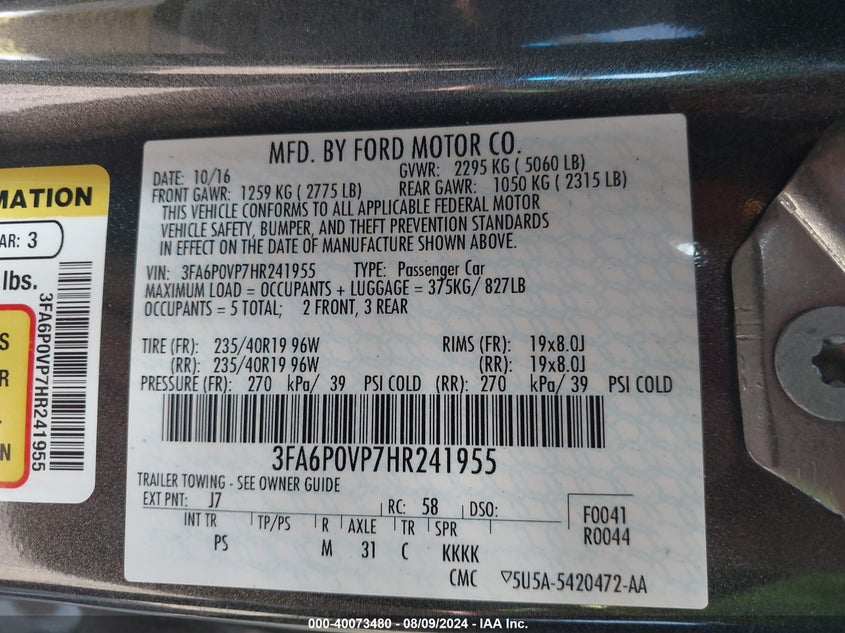 MFD. BY FORD MOTOR CO.
DATE: 10/16 GVWR: 2295 KG ( 5060 LB)
FRONT GAWR: 1259 KG ( 2775 LB) REAR GAWR: 1050 KG ( 2315 LB)
THIS VEHICLE CONFORMS TO ALL APPLICABLE FEDERAL MOTOR
VEHICLE SAFETY, BUMPER, AND THEFT PREVENTION STANDARDS
IN EFFECT ON THE DATE OF MANUFACTURE SHOWN ABOVE.
VIN: 3FA6P0VP7HR241955 TYPE: Passenger Car
MAXIMUM LOAD = OCCUPANTS + LUGGAGE = 375KG/ 827LB
OCCUPANTS = 5 TOTAL; 2 FRONT, 3 REAR
TIRE (FR): 235/40R19 96W RIMS (FR): 19x8.0J
(RR): 235/40R19 96W (RR): 19x8.0J
PRESSURE (FR): 270 kPa/ 39 PSI COLD (RR): 270 kPa/ 39 PSI COLD
3FA6P0VP7HR241955
TRAILER TOWING - SEE OWNER GUIDE
EXT PNT: J7 RC: 58 DSO:
F0041
R0044
INT TR TP/PS R AXLE TR SPR
PS M 31 C KKKK
CMC ▽5U5A-5420472-AA
RMATION
AR: 3
lbs.
S
R
N
3FA6P0VP7HR241955
000-40073480 - 08/09/2024 - IAA Inc.